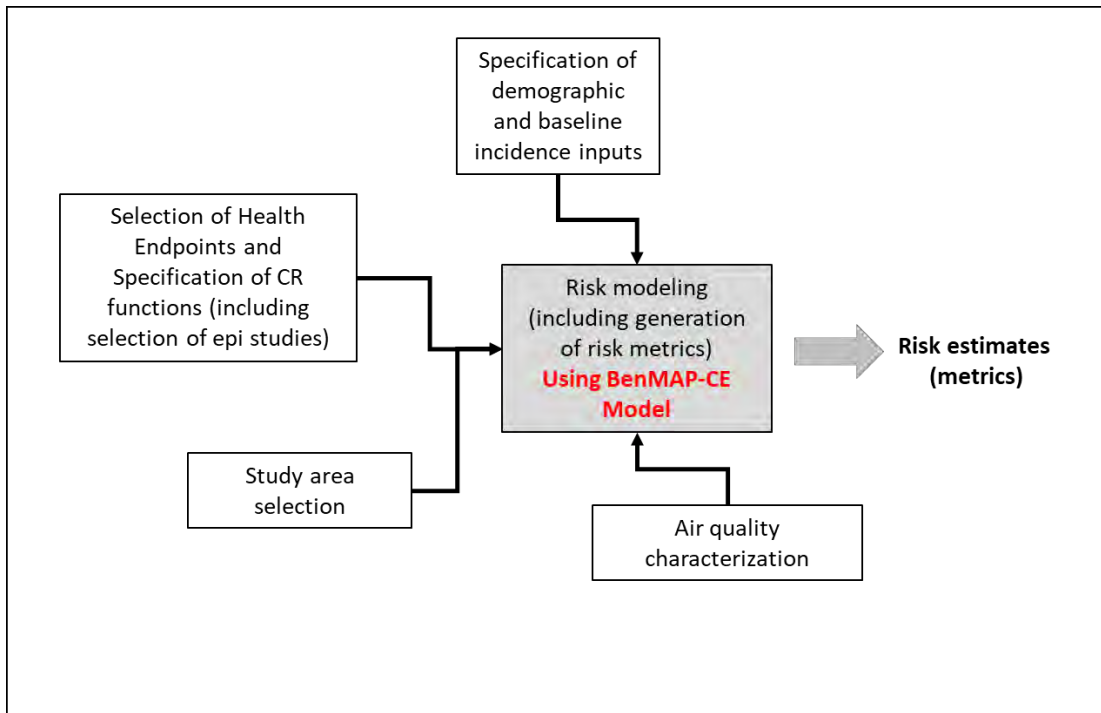 Specification of
demographic
and baseline
incidence inputs
Selection of Health
Endpoints and
Specification of CR
functions (including
selection of epi studies)
Risk modeling
(including generation
of risk metrics)
Using BenMAP-CE
Model
Risk estimates
(metrics)
Study area
selection
Air quality
characterization